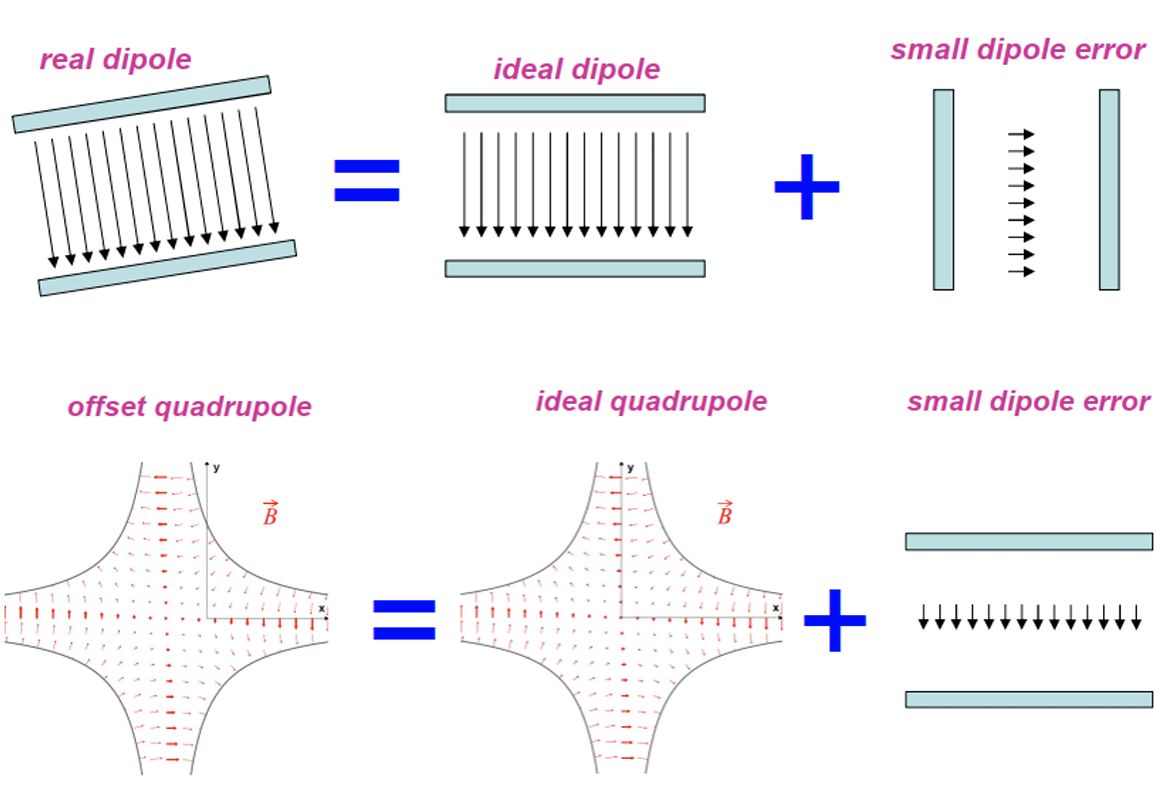 real dipole
ideal dipole
small dipole error
=
+
offset quadrupole
ideal quadrupole
small dipole error
y
B
x
y
B
x
=
+